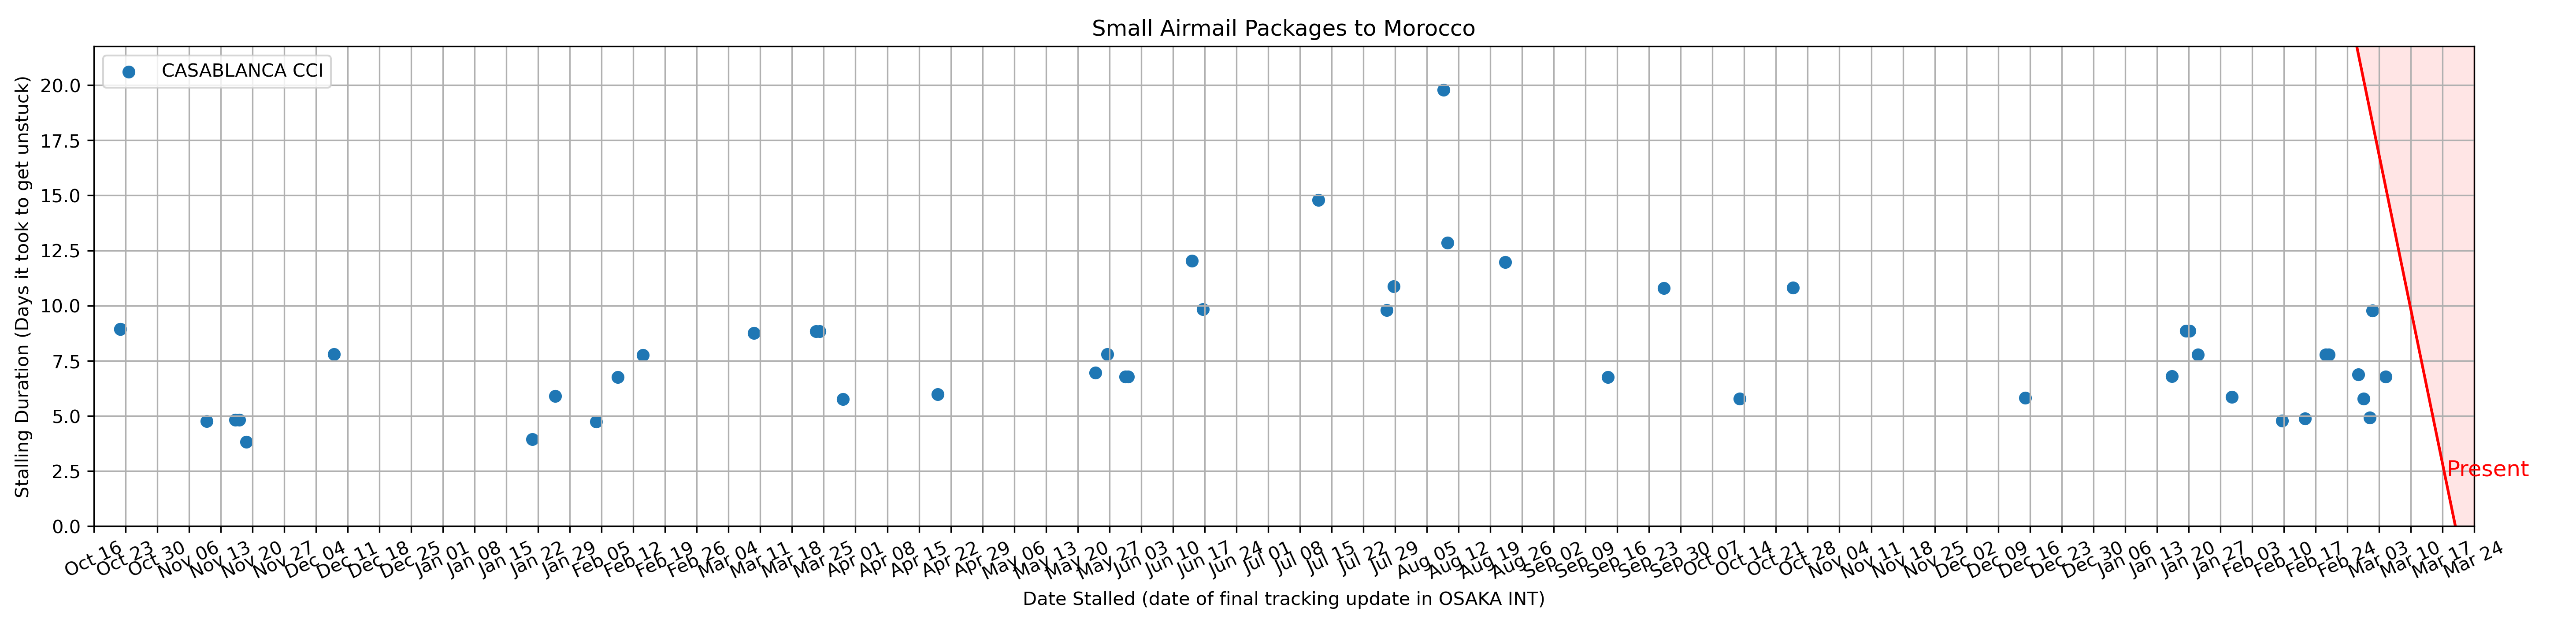 Small Airmail Packages to Morocco
CASABLANCA CCI
Stalling Duration (Days it took to get unstuck)
20.0
17.5
15.0
12.5
10.0
7.5
5.0
2.5
0.0
Present
Oct 16 Oct 23 Oct 30 Nov 06 Nov 13 Nov 20 Nov 27 Dec 04 Dec 11 Dec 18 Dec 25 Jan 01 Jan 08 Jan 15 Jan 22 Jan 29 Feb 05 Feb 12 Feb 19 Feb 26 Mar 04 Mar 11 Mar 18 Mar 25 Apr 01 Apr 08 Apr 15 Apr 22 Apr 29 May 06 May 13 May 20 May 27 Jun 03 Jun 10 Jun 17 Jun 24 Jul 01 Jul 08 Jul 15 Jul 22 Jul 29 Aug 05 Aug 12 Aug 19 Aug 26 Sep 02 Sep 09 Sep 16 Sep 23 Sep 30 Oct 07 Oct 14 Oct 21 Oct 28 Nov 04 Nov 11 Nov 18 Nov 25 Dec 02 Dec 09 Dec 16 Dec 23 Dec 30 Jan 06 Jan 13 Jan 20 Jan 27 Feb 03 Feb 10 Feb 17 Feb 24 Mar 03 Mar 10 Mar 17 Mar 24
Date Stalled (date of final tracking update in OSAKA INT)